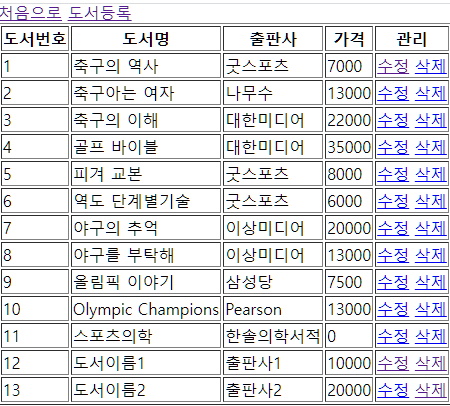 처음으로 도서등록
도서번호 도서명 출판사 가격 관리
1 축구의 역사 굿스포츠 7000 수정 삭제
2 축구아는 여자 나무수 13000 수정 삭제
3 축구의 이해 대한미디어 22000 수정 삭제
4 골프 바이블 대한미디어 35000 수정 삭제
5 피겨 교본 굿스포츠 8000 수정 삭제
6 역도 단계별기술 굿스포츠 6000 수정 삭제
7 야구의 추억 이상미디어 20000 수정 삭제
8 야구를 부탁해 이상미디어 13000 수정 삭제
9 올림픽 이야기 삼성당 7500 수정 삭제
10 Olympic Champions Pearson 13000 수정 삭제
11 스포츠의학 한솔의학서적 0 수정 삭제
12 도서이름1 출판사1 10000 수정 삭제
13 도서이름2 출판사2 20000 수정 삭제